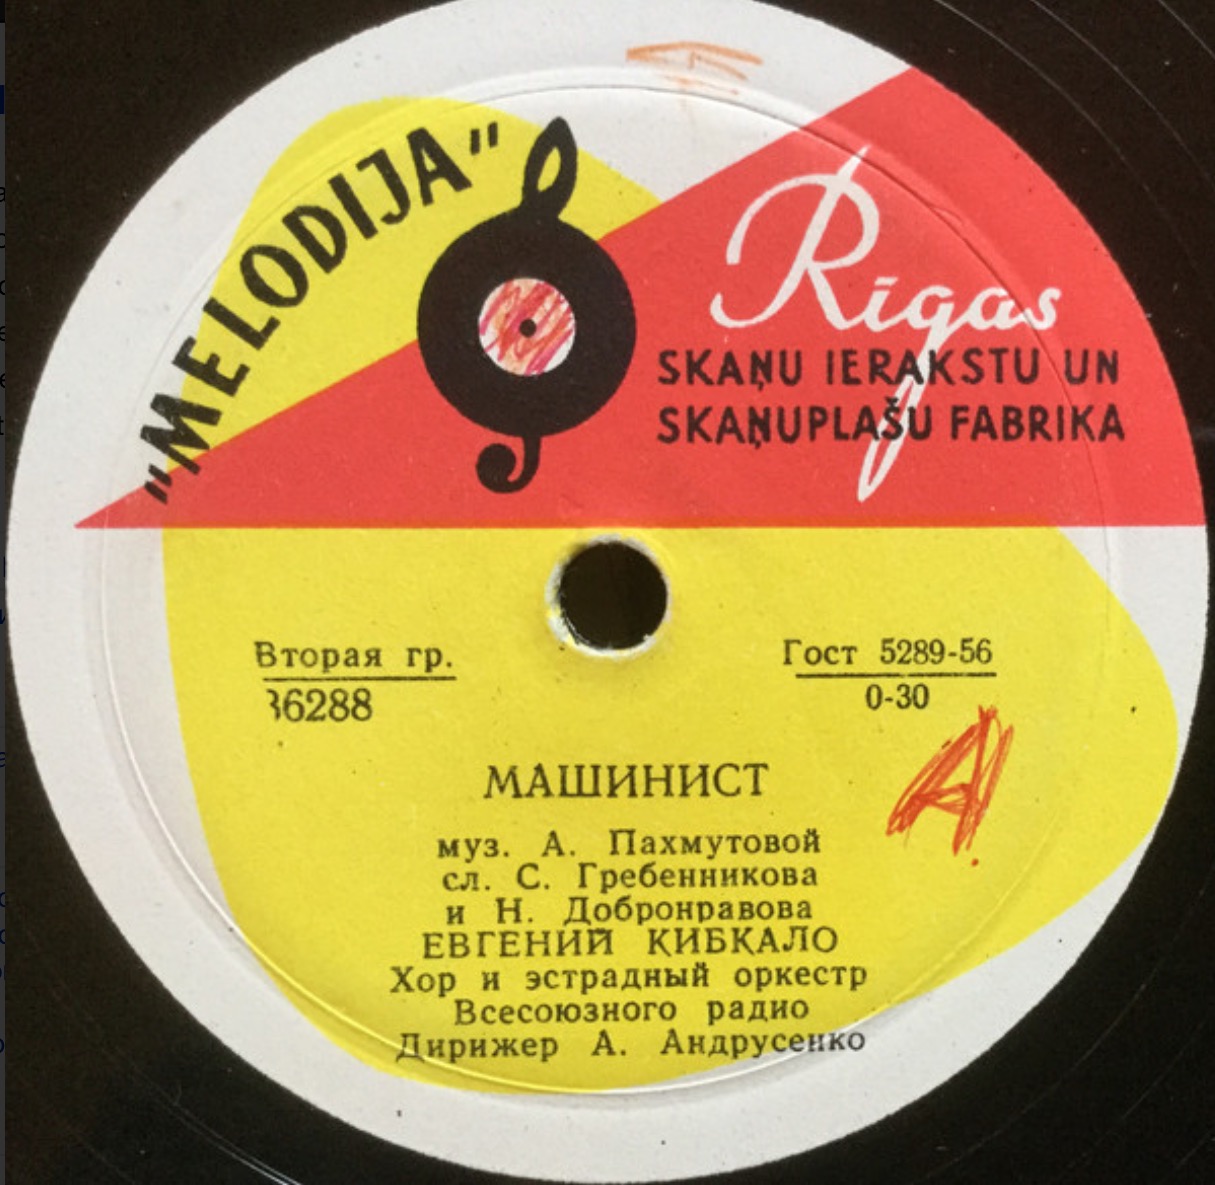 "MELODIJA"
Rīgas
SKAŅU IERAKSTU UN
SKAŅUPLAŠU FABRIKA
Вторая гр.
36288
Гост 5289-56
0-30
А.
МАШИНИСТ
муз. А. Пахмутовой
сл. С. Гребенникова
и Н. Добронравова
ЕВГЕНИЙ КИБКАЛО
Хор и эстрадный оркестр
Всесоюзного радио
Дирижер А. Андрусенко